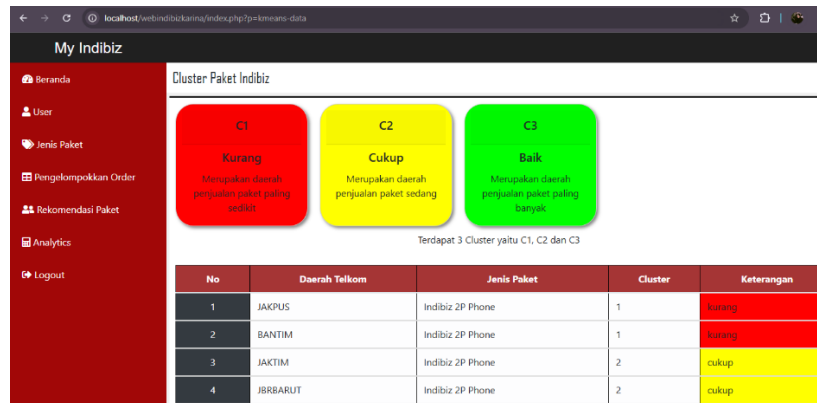 localhost/webindibizkarina/index.php?p=kmeans-data
My Indibiz
Beranda
User
Jenis Paket
Pengelompokkan Order
Rekomendasi Paket
Analytics
Logout
Cluster Paket Indibiz
C1
Kurang
Merupakan daerah
penjualan paket paling
sedikit
C2
Cukup
Merupakan daerah
penjualan paket sedang
C3
Baik
Merupakan daerah
penjualan paket paling
banyak
Terdapat 3 Cluster yaitu C1, C2 dan C3
No Daerah Telkom Jenis Paket Cluster Keterangan
1 JAKPUS Indibiz 2P Phone 1 kurang
2 BANTIM Indibiz 2P Phone 1 kurang
3 JAKTIM Indibiz 2P Phone 2 cukup
4 JBRBARUT Indibiz 2P Phone 2 cukup